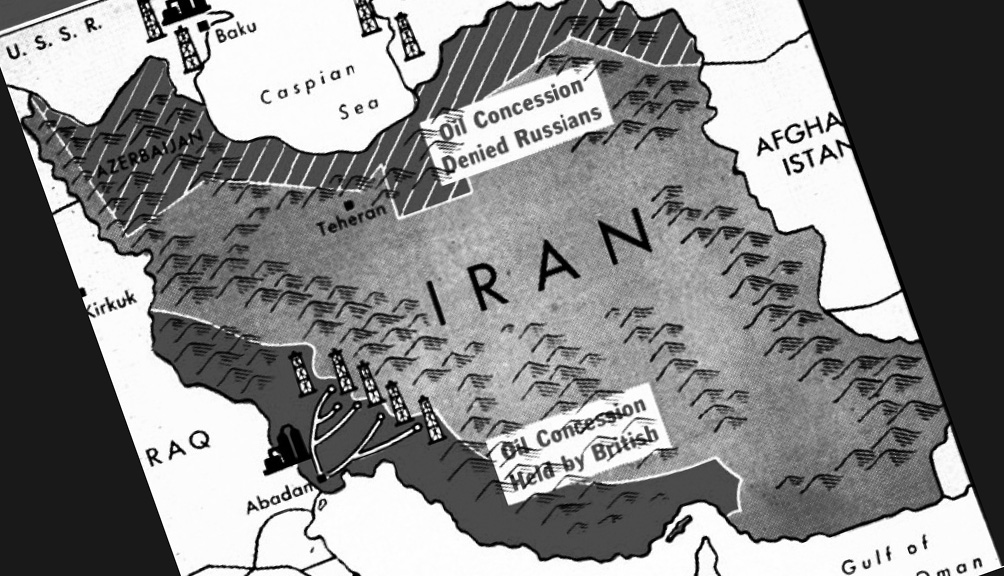 U. S. S. R.
Baku
Caspian
Sea
Oil Concession
Denied Russians
AFGHA
ISTAN
AZERBAIJAN
Teheran
IRAN
Kirkuk
Oil Concession
Held by British
RAQ
Abadan
Gulf of
Oman